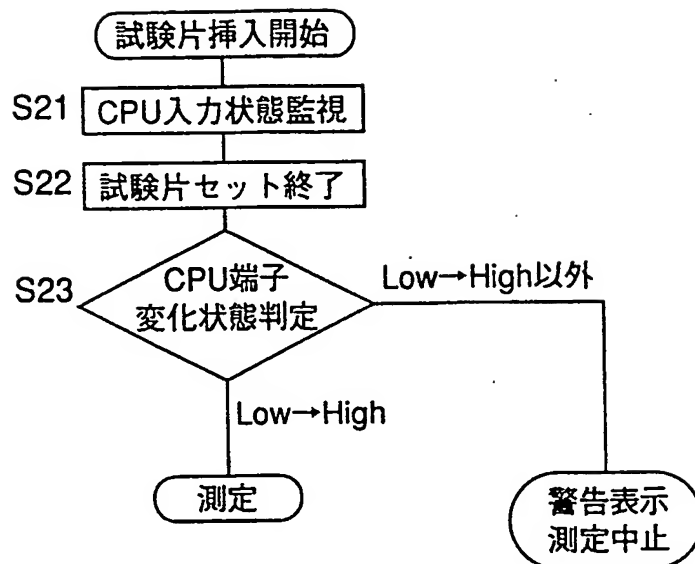 試験片挿入開始
S21 CPU入力状態監視
S22 試験片セット終了
S23
CPU端子
変化状態判定
Low→High以外
Low→High
測定
警告表示
測定中止